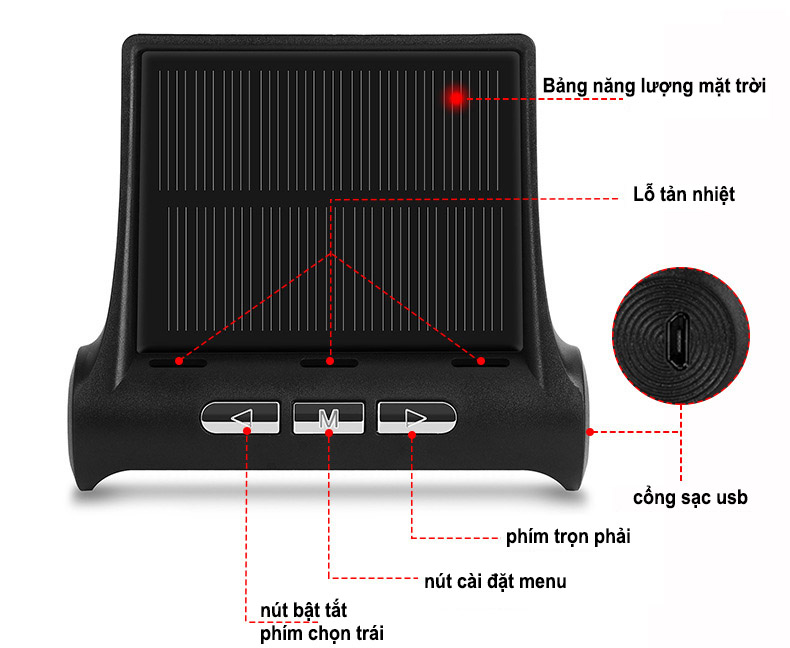 Bảng năng lượng mặt trời
Lỗ tản nhiệt
M
cổng sạc usb
phím trọn phải
nút cài đặt menu
nút bật tắt
phím chọn trái